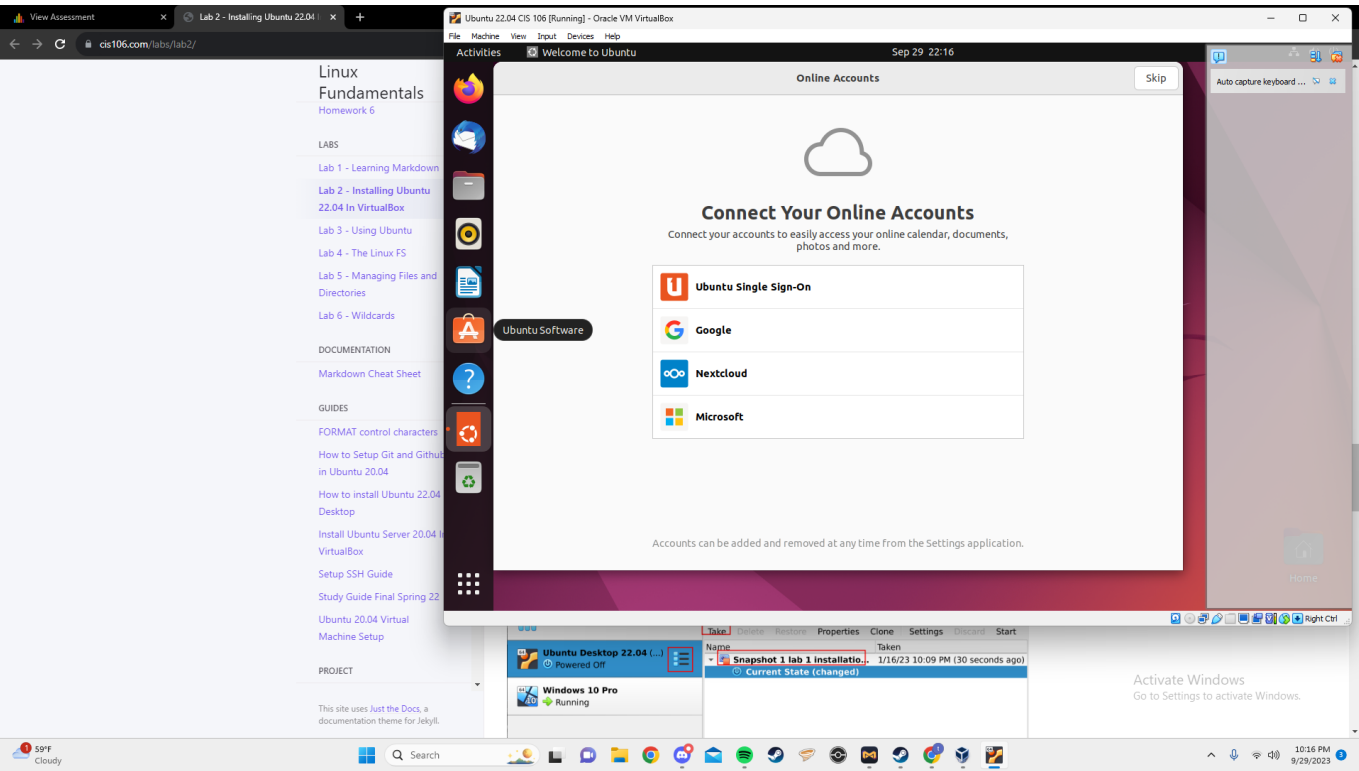 View Assessment
Lab 2 - Installing Ubuntu 22.04 I
cis106.com/labs/lab2/
Linux
Fundamentals
Homework 6
LABS
Lab 1 - Learning Markdown
Lab 2 - Installing Ubuntu
22.04 In VirtualBox
Lab 3 - Using Ubuntu
Lab 4 - The Linux FS
Lab 5 - Managing Files and
Directories
Lab 6 - Wildcards
DOCUMENTATION
Markdown Cheat Sheet
GUIDES
FORMAT control characters
How to Setup Git and Github
in Ubuntu 20.04
How to install Ubuntu 22.04
Desktop
Install Ubuntu Server 20.04 I
VirtualBox
Setup SSH Guide
Study Guide Final Spring 22
Ubuntu 20.04 Virtual
Machine Setup
PROJECT
This site uses Just the Docs, a
documentation theme for Jekyll.
Ubuntu 22.04 CIS 106 [Running] - Oracle VM VirtualBox
File Machine View Input Devices Help
Activities Welcome to Ubuntu Sep 29 22:16
Online Accounts Skip
Auto capture keyboard ...
Connect Your Online Accounts
Connect your accounts to easily access your online calendar, documents,
photos and more.
Ubuntu Single Sign-On
Google
Nextcloud
Microsoft
Ubuntu Software
Accounts can be added and removed at any time from the Settings application.
Home
Right Ctrl
Take Delete Restore Properties Clone Settings Discard Start
Name Taken
Ubuntu Desktop 22.04 (...)
Powered Off
Snapshot 1 lab 1 installatio... 1/16/23 10:09 PM (30 seconds ago)
Current State (changed)
Windows 10 Pro
Running
Activate Windows
Go to Settings to activate Windows.
1
59°F
Cloudy
Search
10:16 PM
9/29/2023
3